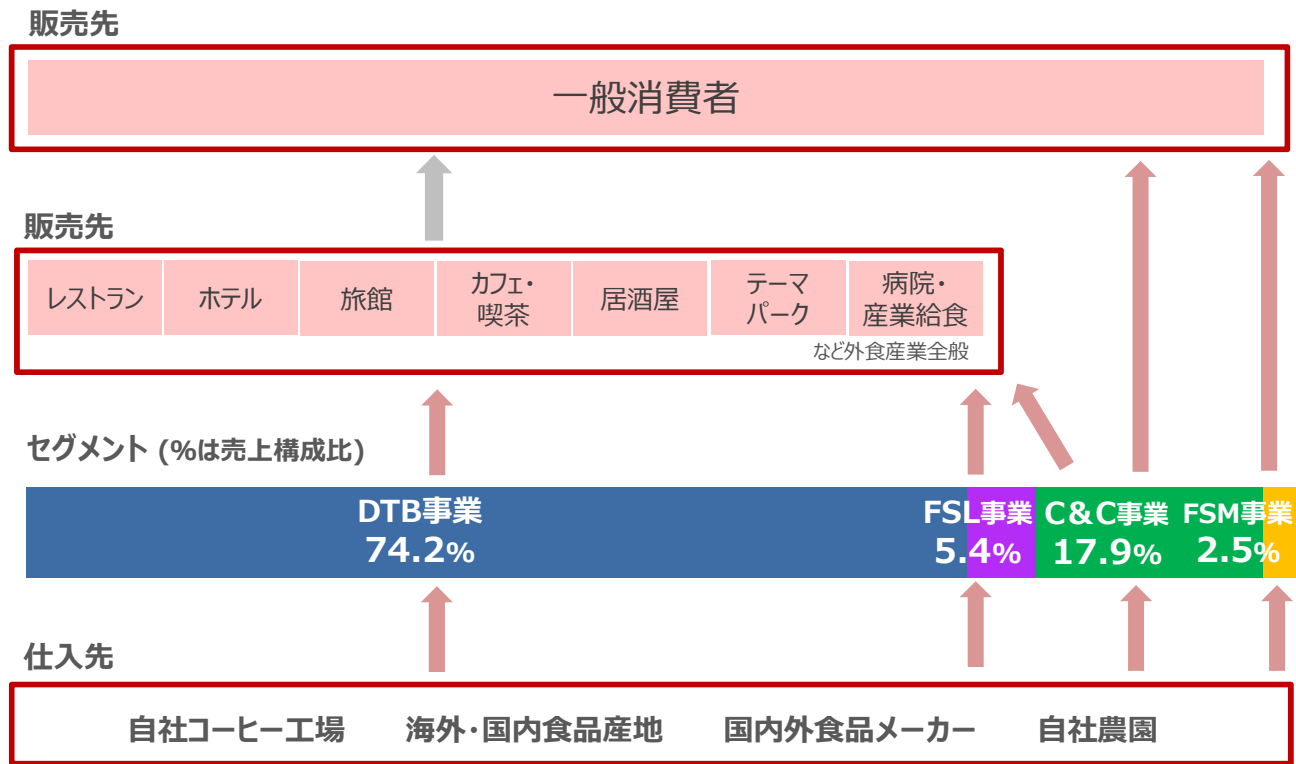 販売先
一般消費者
販売先
レストラン
ホテル
旅館
カフェ・
喫茶
居酒屋
テーマ
パーク
病院・
産業給食
など外食産業全般
セグメント (%は売上構成比)
DTB事業
74.2%
FSL事業
5.4%
C&C事業
17.9%
FSM事業
2.5%
仕入先
自社コーヒー工場
海外・国内食品産地
国内外食品メーカー
自社農園